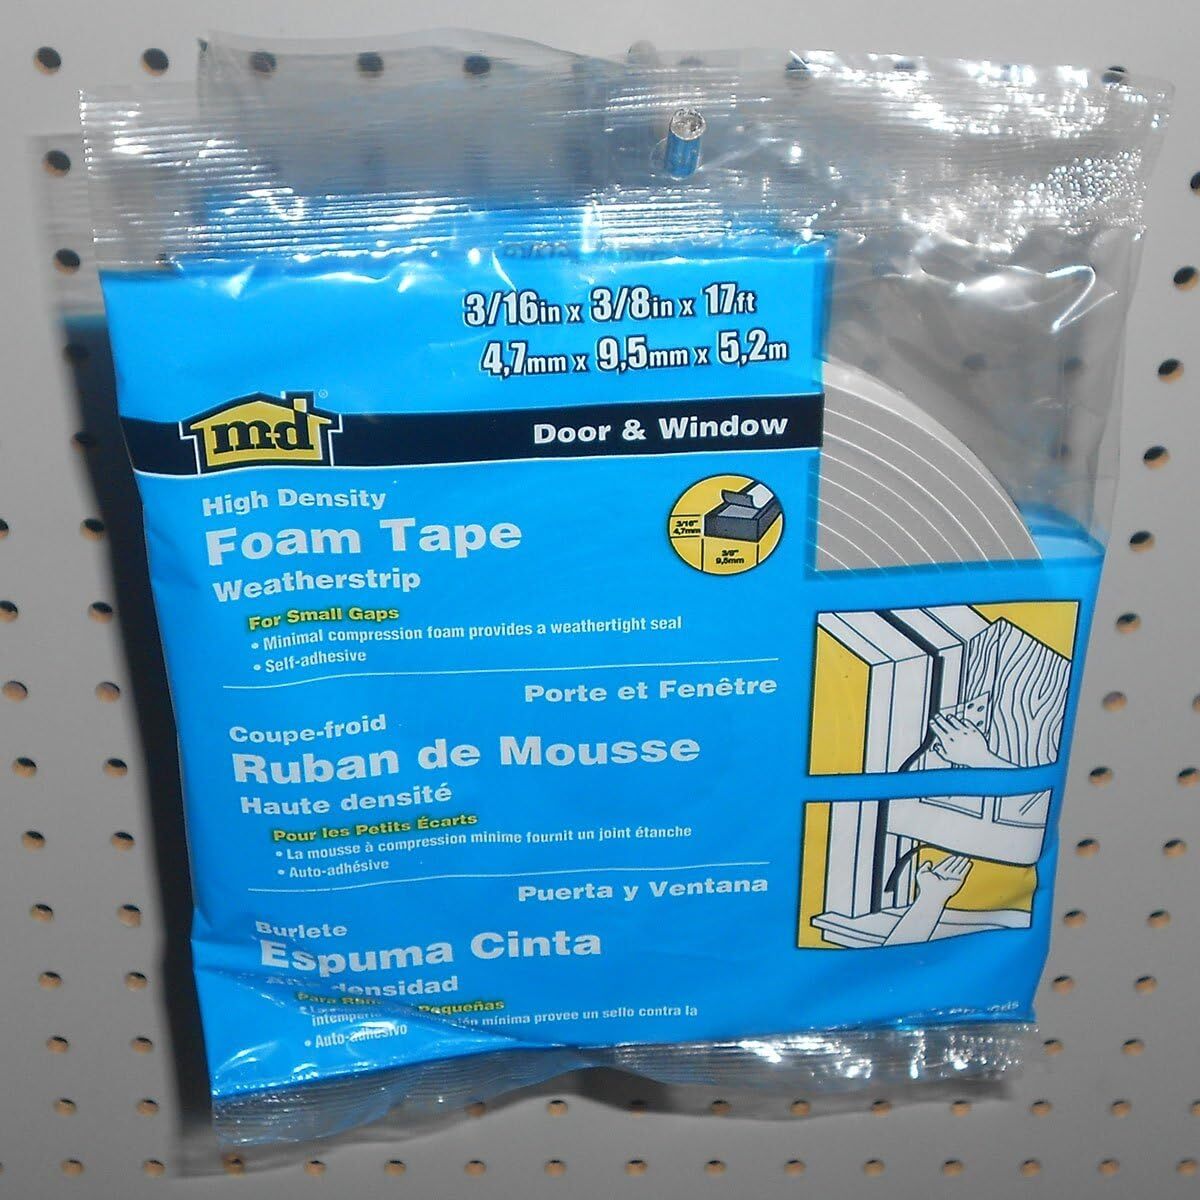 3/16in x 3/8in x 17ft
4,7mm x 9,5mm x 5,2m
m-d®
Door & Window
High Density
Foam Tape
Weatherstrip
3/16"
4,7mm
3/8"
9,5mm
For Small Gaps
• Minimal compression foam provides a weathertight seal
• Self-adhesive
Porte et Fenêtre
Coupe-froid
Ruban de Mousse
Haute densité
Pour les Petits Écarts
• La mousse à compression minime fournit un joint étanche
• Auto-adhésive
Puerta y Ventana
Burlete
Espuma Cinta
densidad
Para Pequeñas
• mínima provee un sello contra la
• Auto-adhesivo
Gris